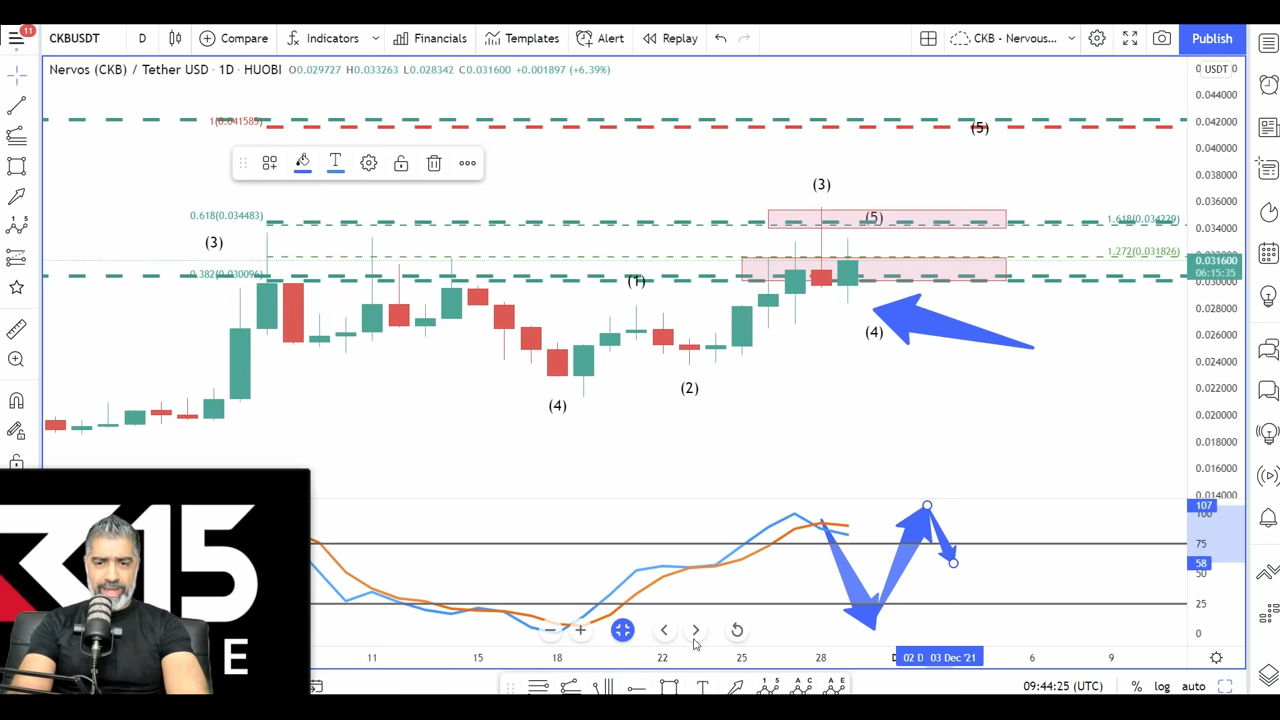 11
CKBUSDT
D
Compare
Indicators
Financials
Templates
Alert
Replay
CKB - Nervous...
Publish
Nervos (CKB) / Tether USD · 1D · HUOBI O0.029727 H0.033263 L0.028342 C0.031600 +0.001897 (+6.39%)
USDT
0.044000
1(0.041585)
(5)
0.042000
0.040000
T
0.038000
(3)
0.036000
0.618(0.034483)
(5)
1.618(0.034229)
0.034000
(3)
1.272(0.031826)
0.031600
06:15:35
0.382(0.030096)
(1)
0.030000
0.028000
(4)
0.026000
0.024000
(2)
0.022000
(4)
0.020000
0.018000
0.016000
0.014000
107
100
75
58
50
25
0
315
E
11
15
18
22
25
28
02 D
03 Dec '21
6
9
09:44:25 (UTC)
%
log
auto